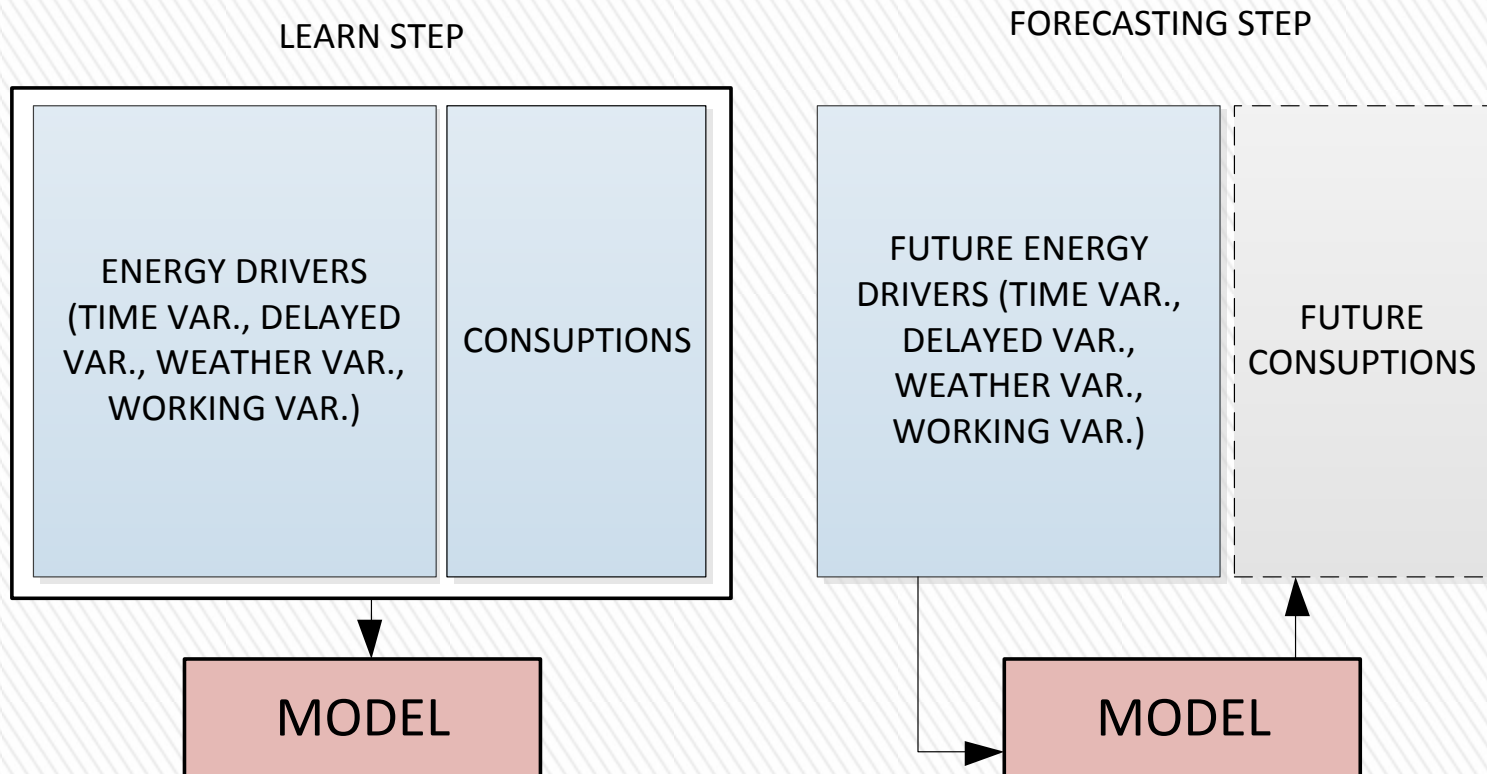 LEARN STEP
ENERGY DRIVERS
(TIME VAR., DELAYED
VAR., WEATHER VAR.,
WORKING VAR.)
CONSUPTIONS
MODEL
FORECASTING STEP
FUTURE ENERGY
DRIVERS (TIME VAR.,
DELAYED VAR.,
WEATHER VAR.,
WORKING VAR.)
FUTURE
CONSUPTIONS
MODEL